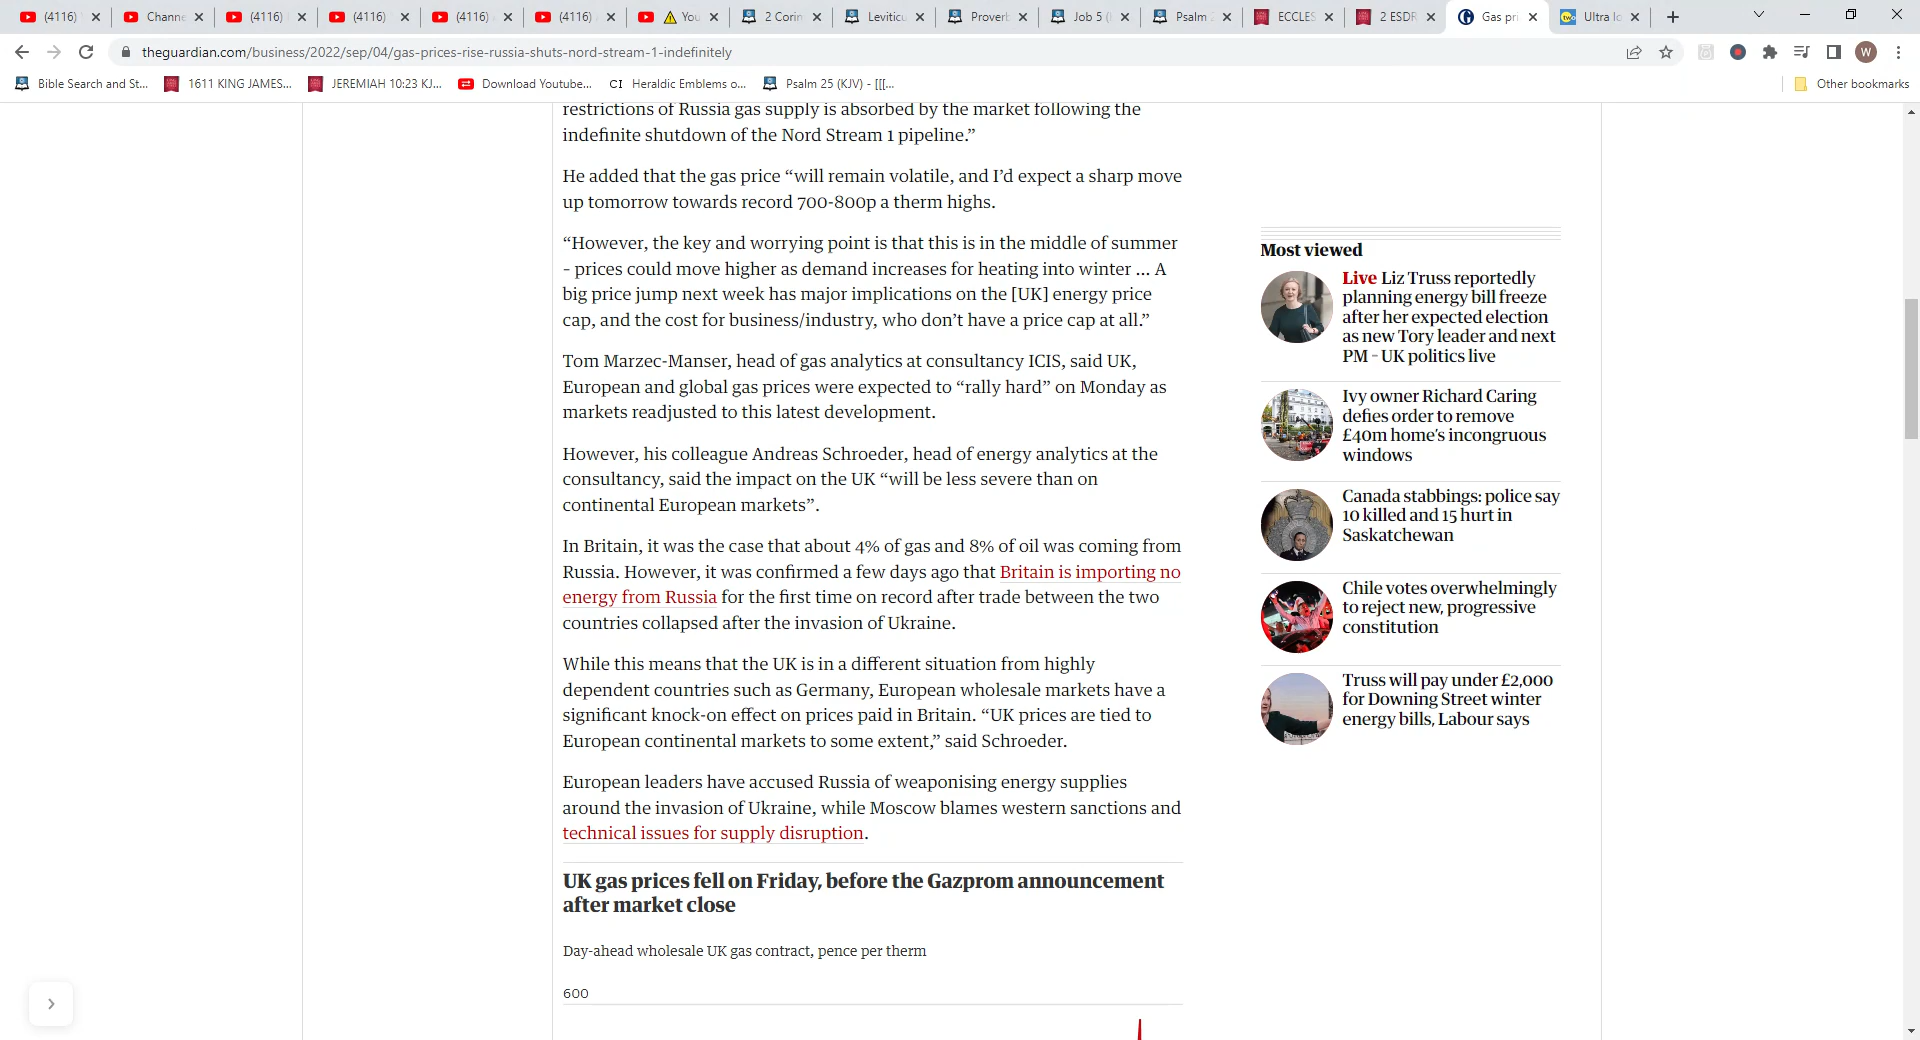 (4116)
Channe
(4116)
(4116)
(4116)
(4116)
You
2 Corin
Leviticu
Proverb
Job 5 (
Psalm
ECCLES
2 ESDR
Gas pri
Ultra lo
theguardian.com/business/2022/sep/04/gas-prices-rise-russia-shuts-nord-stream-1-indefinitely
W
Bible Search and St...
1611 KING JAMES...
JEREMIAH 10:23 KJ...
Download Youtube...
CI Heraldic Emblems o...
Psalm 25 (KJV) - [[[...
Other bookmarks
restrictions of Russia gas supply is absorbed by the market following the
indefinite shutdown of the Nord Stream 1 pipeline.”
He added that the gas price “will remain volatile, and I’d expect a sharp move
up tomorrow towards record 700-800p a therm highs.
“However, the key and worrying point is that this is in the middle of summer
- prices could move higher as demand increases for heating into winter ... A
big price jump next week has major implications on the [UK] energy price
cap, and the cost for business/industry, who don’t have a price cap at all.”
Tom Marzec-Manser, head of gas analytics at consultancy ICIS, said UK,
European and global gas prices were expected to “rally hard” on Monday as
markets readjusted to this latest development.
However, his colleague Andreas Schroeder, head of energy analytics at the
consultancy, said the impact on the UK “will be less severe than on
continental European markets”.
In Britain, it was the case that about 4% of gas and 8% of oil was coming from
Russia. However, it was confirmed a few days ago that Britain is importing no
energy from Russia for the first time on record after trade between the two
countries collapsed after the invasion of Ukraine.
While this means that the UK is in a different situation from highly
dependent countries such as Germany, European wholesale markets have a
significant knock-on effect on prices paid in Britain. “UK prices are tied to
European continental markets to some extent,” said Schroeder.
European leaders have accused Russia of weaponising energy supplies
around the invasion of Ukraine, while Moscow blames western sanctions and
technical issues for supply disruption.
UK gas prices fell on Friday, before the Gazprom announcement
after market close
Day-ahead wholesale UK gas contract, pence per therm
600
Most viewed
Live Liz Truss reportedly
planning energy bill freeze
after her expected election
as new Tory leader and next
PM - UK politics live
Ivy owner Richard Caring
defies order to remove
£40m home’s incongruous
windows
Canada stabbings: police say
10 killed and 15 hurt in
Saskatchewan
Chile votes overwhelmingly
to reject new, progressive
constitution
Truss will pay under £2,000
for Downing Street winter
energy bills, Labour says